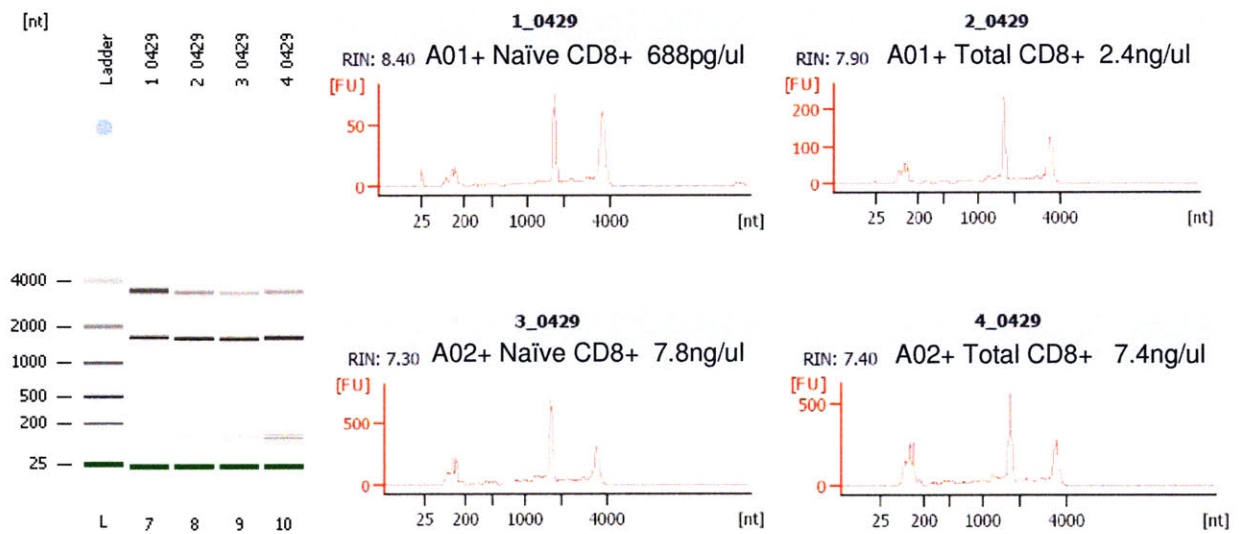 [nt]
Ladder
1 0429
2 0429
3 0429
4 0429
4000
2000
1000
500
200
25
L 7 8 9 10
1_0429
RIN: 8.40 A01+ Naïve CD8+ 688pg/ul
[FU]
50
0
25 200 1000 4000 [nt]
2_0429
RIN: 7.90 A01+ Total CD8+ 2.4ng/ul
[FU]
200
100
0
25 200 1000 4000 [nt]
3_0429
RIN: 7.30 A02+ Naïve CD8+ 7.8ng/ul
[FU]
500
0
25 200 1000 4000 [nt]
4_0429
RIN: 7.40 A02+ Total CD8+ 7.4ng/ul
[FU]
500
0
25 200 1000 4000 [nt]